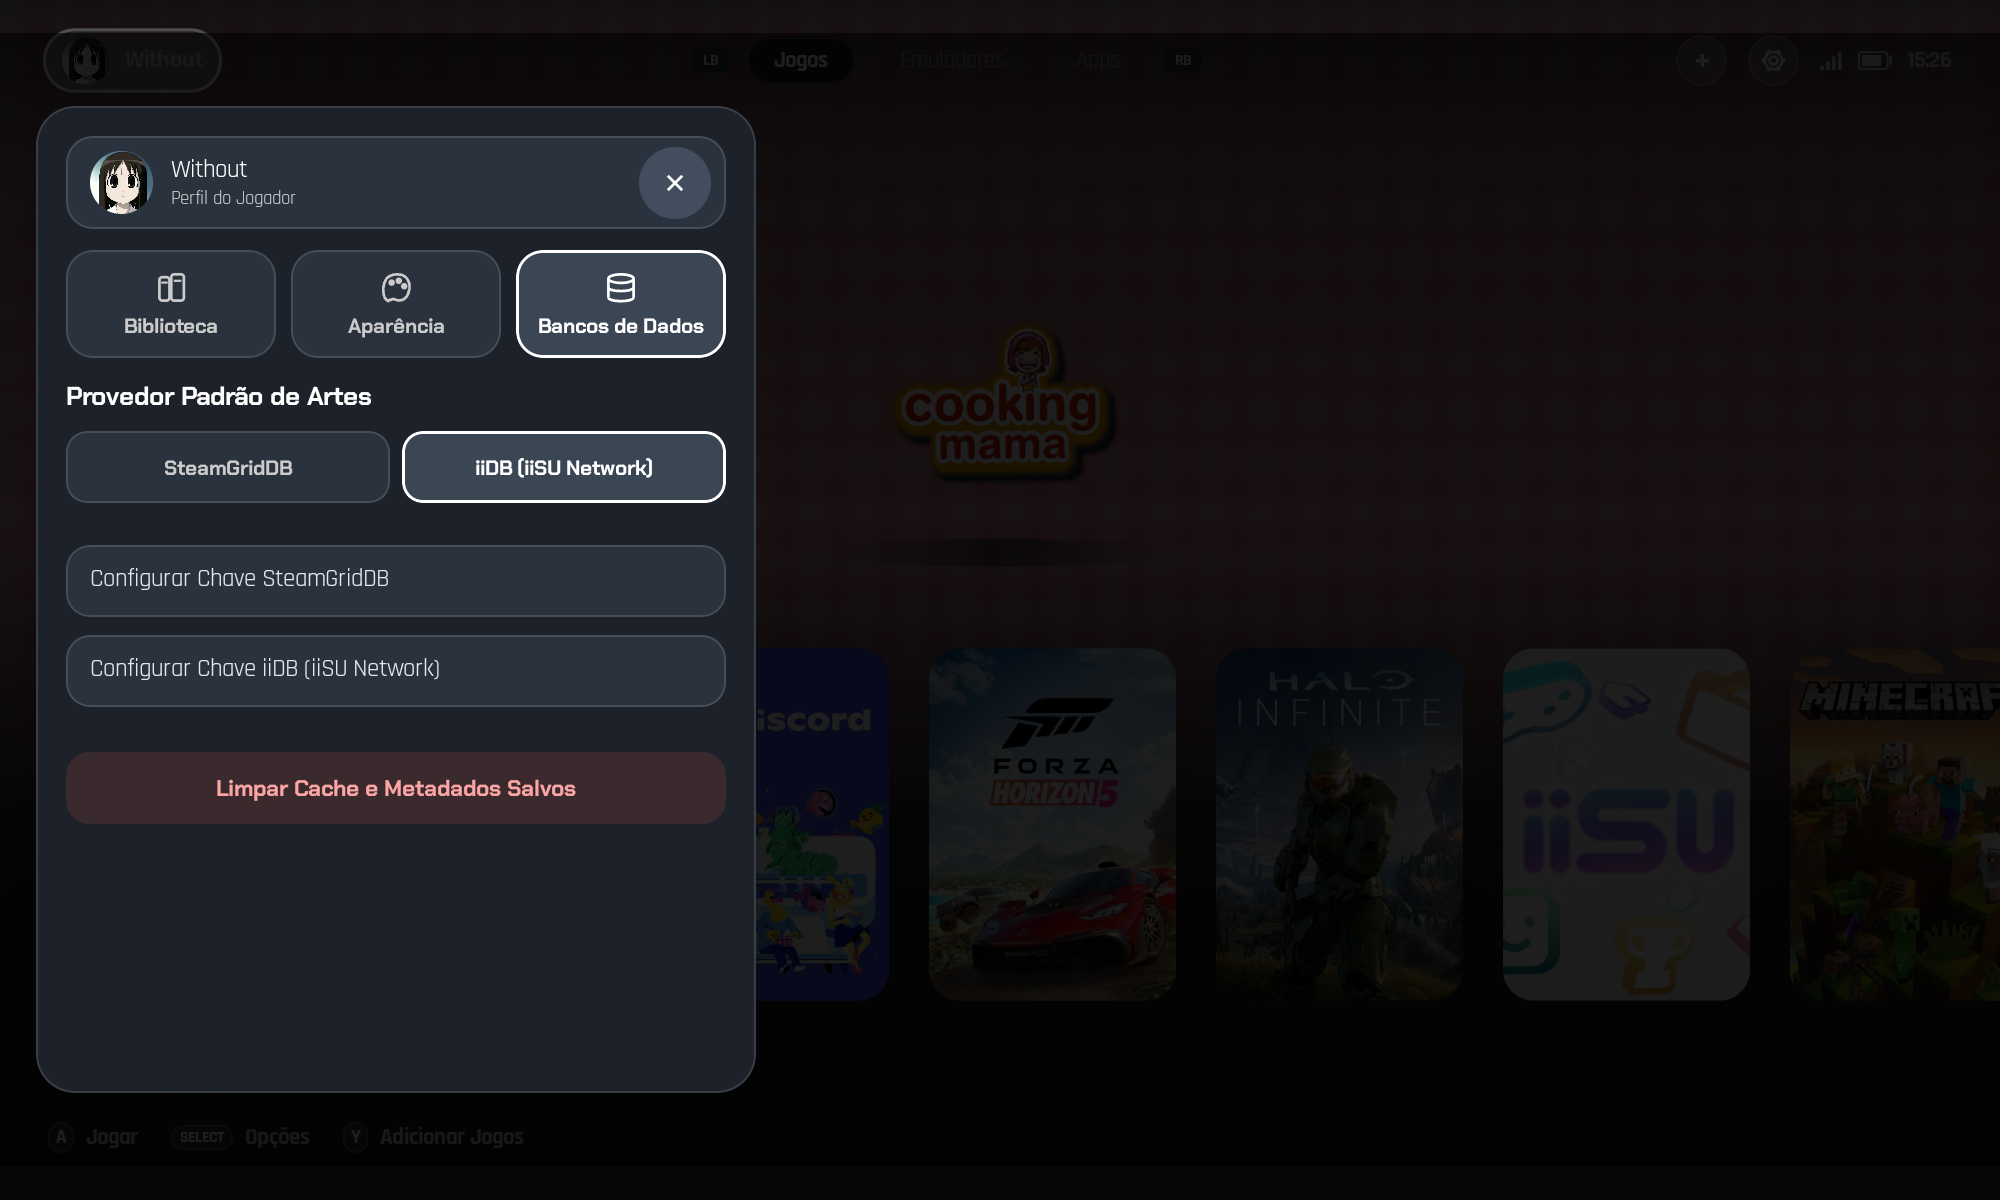 Without
LB
Jogos
Emuladores
Apps
RB
+
15:26
Without
Perfil do Jogador
Biblioteca
Aparência
Bancos de Dados
Provedor Padrão de Artes
SteamGridDB
iiDB (iiSU Network)
Configurar Chave SteamGridDB
Configurar Chave iiDB (iiSU Network)
Limpar Cache e Metadados Salvos
cooking
mama
iscord
FORZA
HORIZON 5
HALO
INFINITE
iiSU
MINECRAF
A Jogar
SELECT Opções
Y Adicionar Jogos